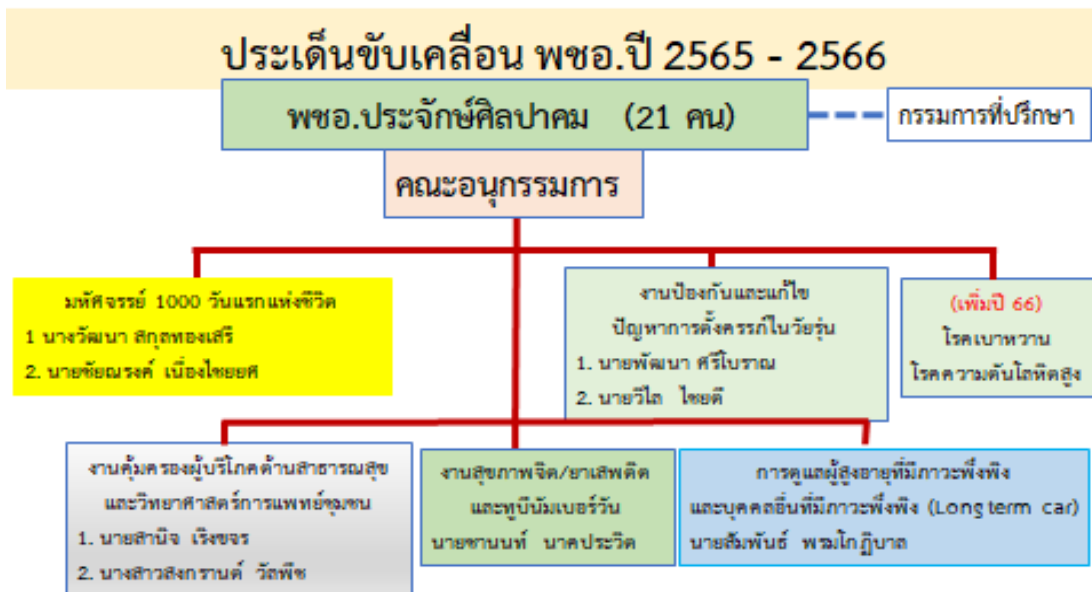 ประเด็นขับเคลื่อน พชอ.ปี 2565 - 2566
พชอ.ประจักษ์ศิลปาคม (21 คน)
กรรมการที่ปรึกษา
คณะอนุกรรมการ
มหัศจรรย์ 1000 วันแรกแห่งชีวิต
1 นางวัฒนา สกุลทองเสรี
2. นายชัยณรงค์ เนื่องไชยยศ
งานป้องกันและแก้ไข
ปัญหาการตั้งครรภ์ในวัยรุ่น
1. นายพัฒนา ศรีโบราณ
2. นายวิไล ไชยดี
(เพิ่มปี 66)
โรคเบาหวาน
โรคความดันโลหิตสูง
งานคุ้มครองผู้บริโภคด้านสาธารณสุข
และวิทยาศาสตร์การแพทย์ชุมชน
1. นายสานิจ เริงขจร
2. นางสาวสงกรานต์ วัลพืช
งานสุขภาพจิต/ยาเสพติด
และทูบีนัมเบอร์วัน
นายชานนท์ นาคประวิต
การดูแลผู้สูงอายุที่มีภาวะพึ่งพิง
และบุคคลอื่นที่มีภาวะพึ่งพิง (Long term car)
นายสัมพันธ์ พรมโกฏิบาล